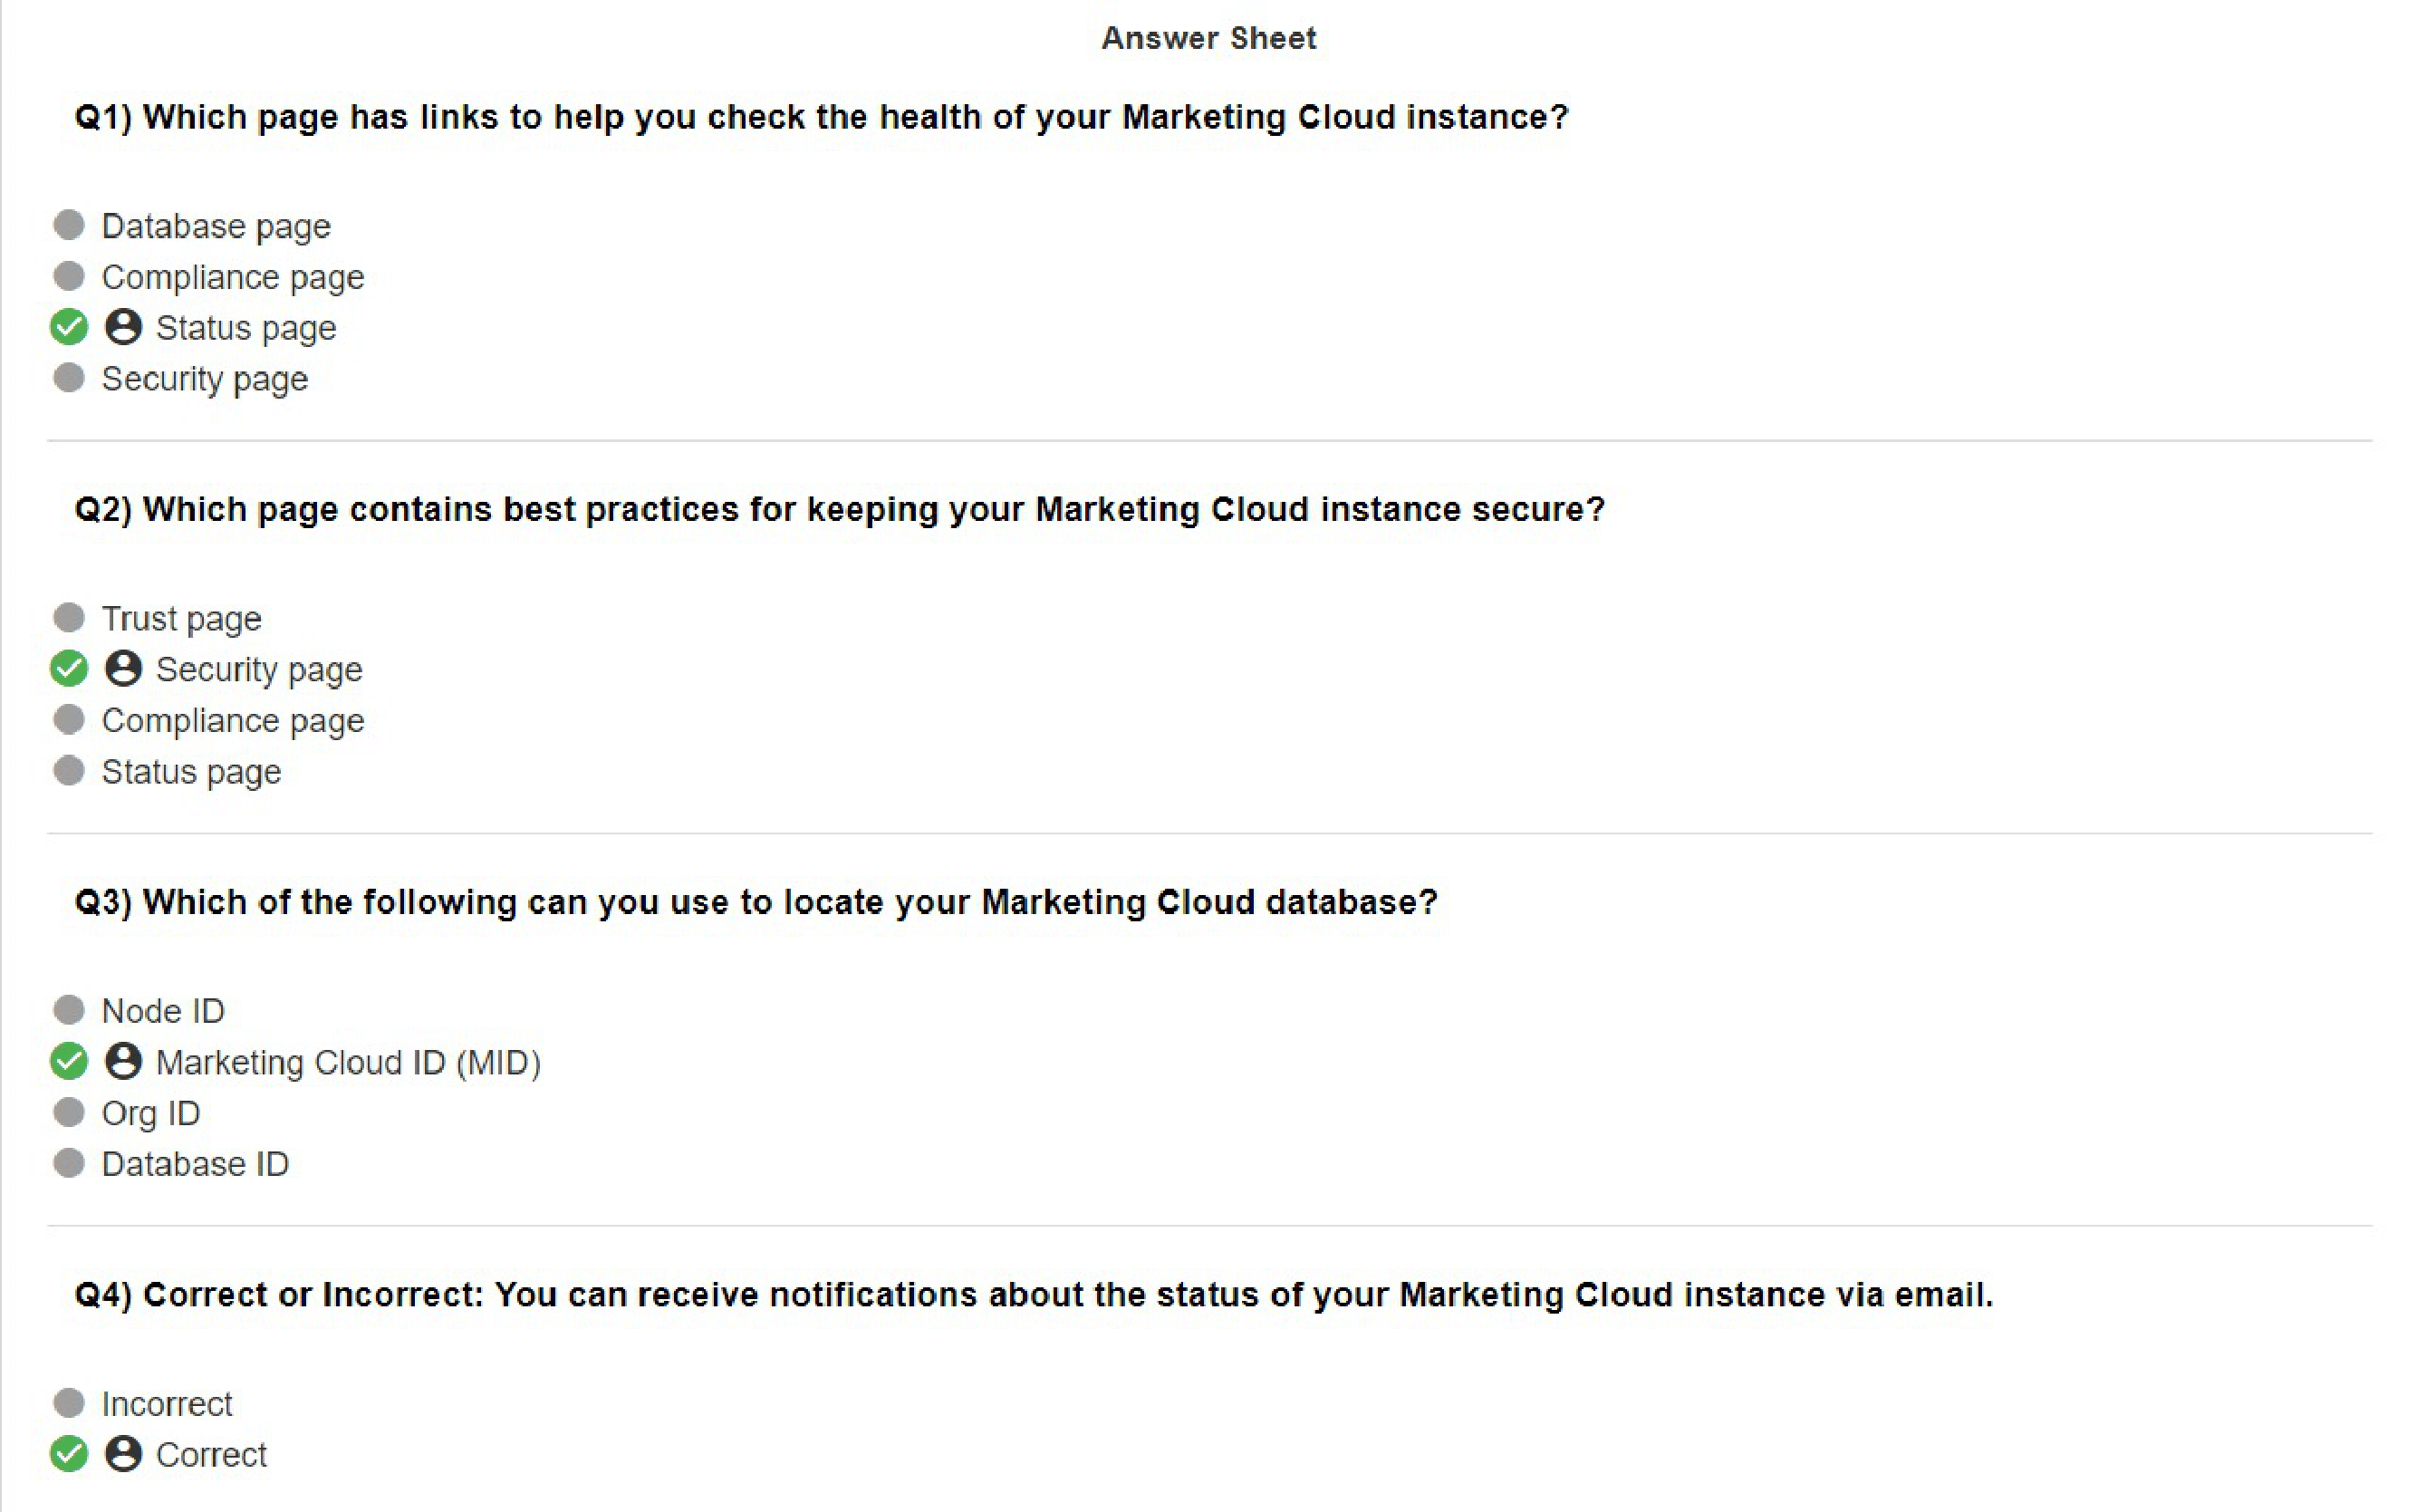 Answer Sheet
Q1) Which page has links to help you check the health of your Marketing Cloud instance?
Database page
Compliance page
Status page
Security page
Q2) Which page contains best practices for keeping your Marketing Cloud instance secure?
Trust page
Security page
Compliance page
Status page
Q3) Which of the following can you use to locate your Marketing Cloud database?
Node ID
Marketing Cloud ID (MID)
Org ID
Database ID
Q4) Correct or Incorrect: You can receive notifications about the status of your Marketing Cloud instance via email.
Incorrect
Correct